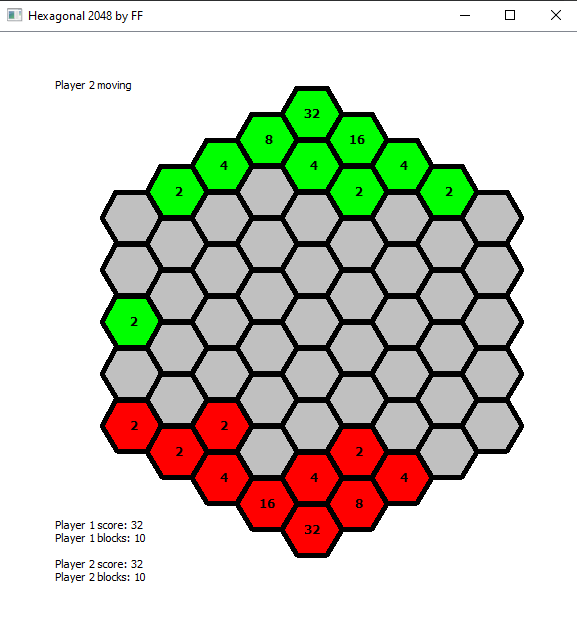 Hexagonal 2048 by FF
Player 2 moving
32
8 16
4 4 4
2 2 2
2
2 2
2 2
4 4 4
16 8
32
Player 1 score: 32
Player 1 blocks: 10
Player 2 score: 32
Player 2 blocks: 10